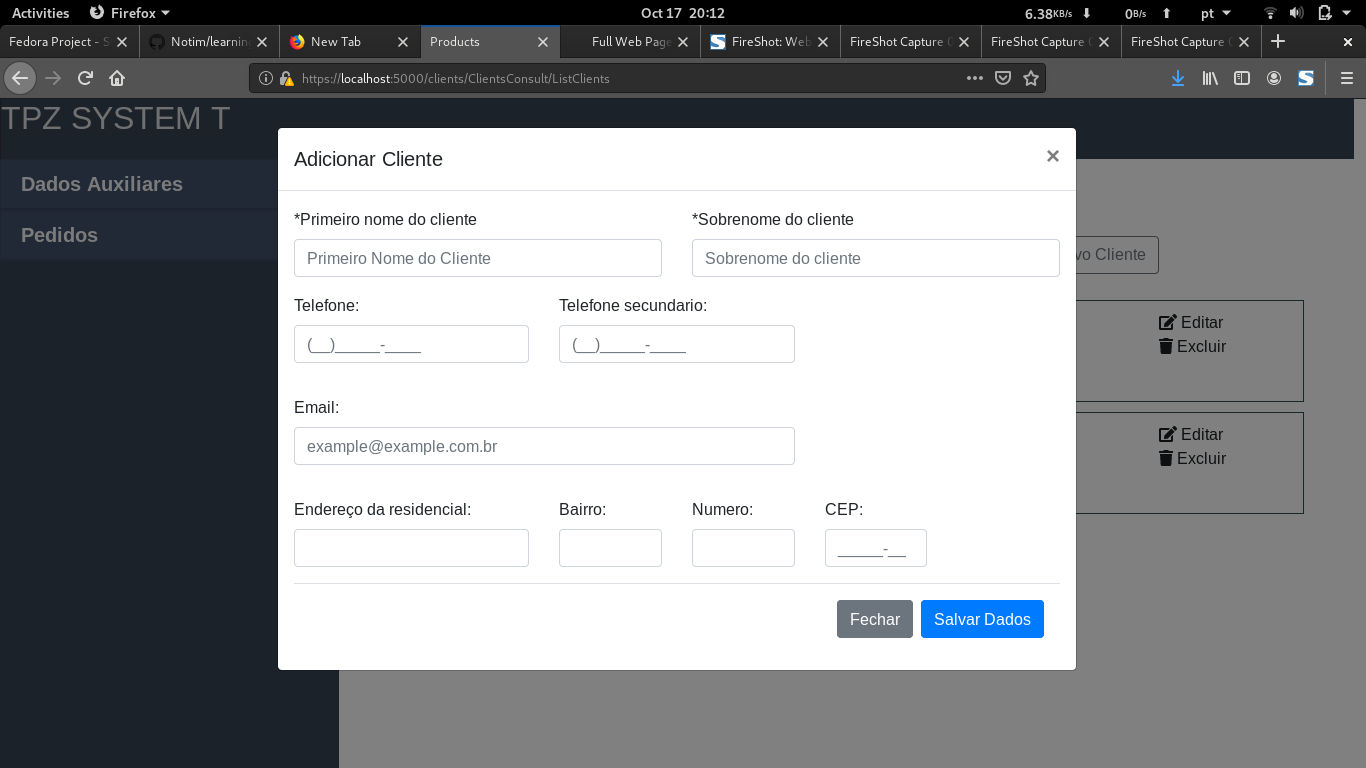 Activities Firefox Oct 17 20:12 6.38KB/s 0B/s pt
Fedora Project - S Notim/learnin New Tab Products Full Web Page FireShot: Web FireShot Capture FireShot Capture FireShot Capture
https://localhost:5000/clients/ClientsConsult/ListClients
TPZ SYSTEM T
Adicionar Cliente ×
Dados Auxiliares
*Primeiro nome do cliente *Sobrenome do cliente
Pedidos
Primeiro Nome do Cliente Sobrenome do cliente
vo Cliente
Telefone: Telefone secundario:
(__)_____-____ (__)_____-____
Editar
Excluir
Email:
example@example.com.br
Editar
Excluir
Endereço da residencial: Bairro: Numero: CEP:
_____-__
Fechar Salvar Dados